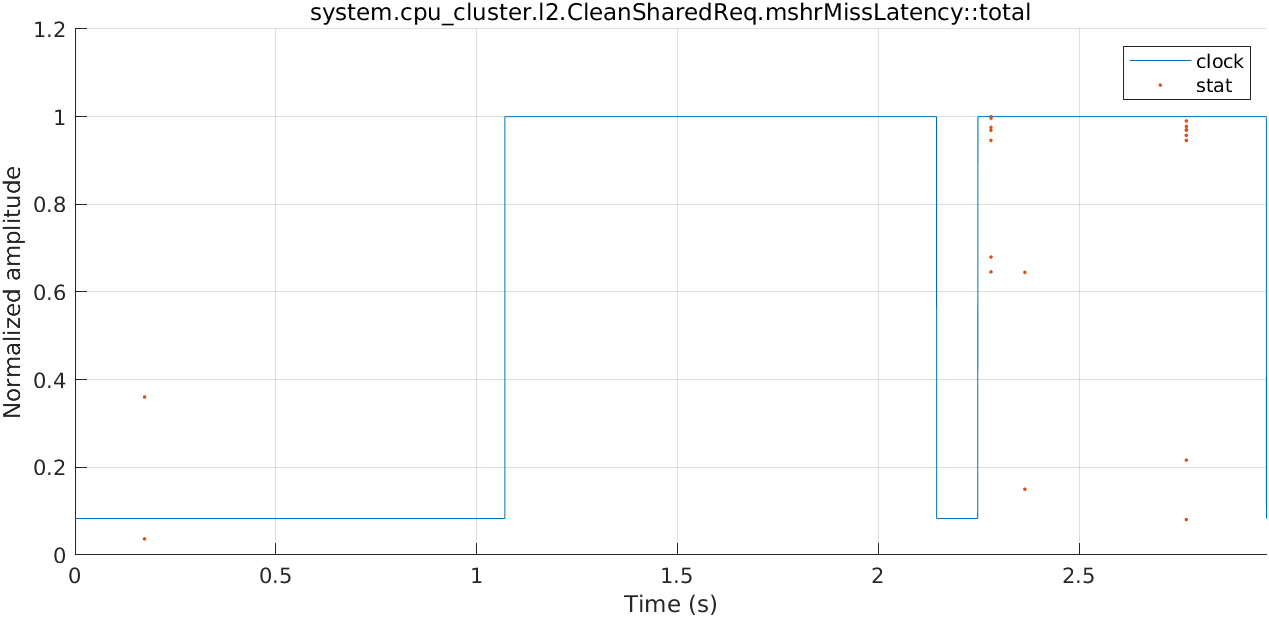 system.cpu_cluster.l2.CleanSharedReq.mshrMissLatency::total
1.2
1
0.8
0.6
0.4
0.2
0
Normalized amplitude
clock
stat
0 0.5 1 1.5 2 2.5
Time (s)